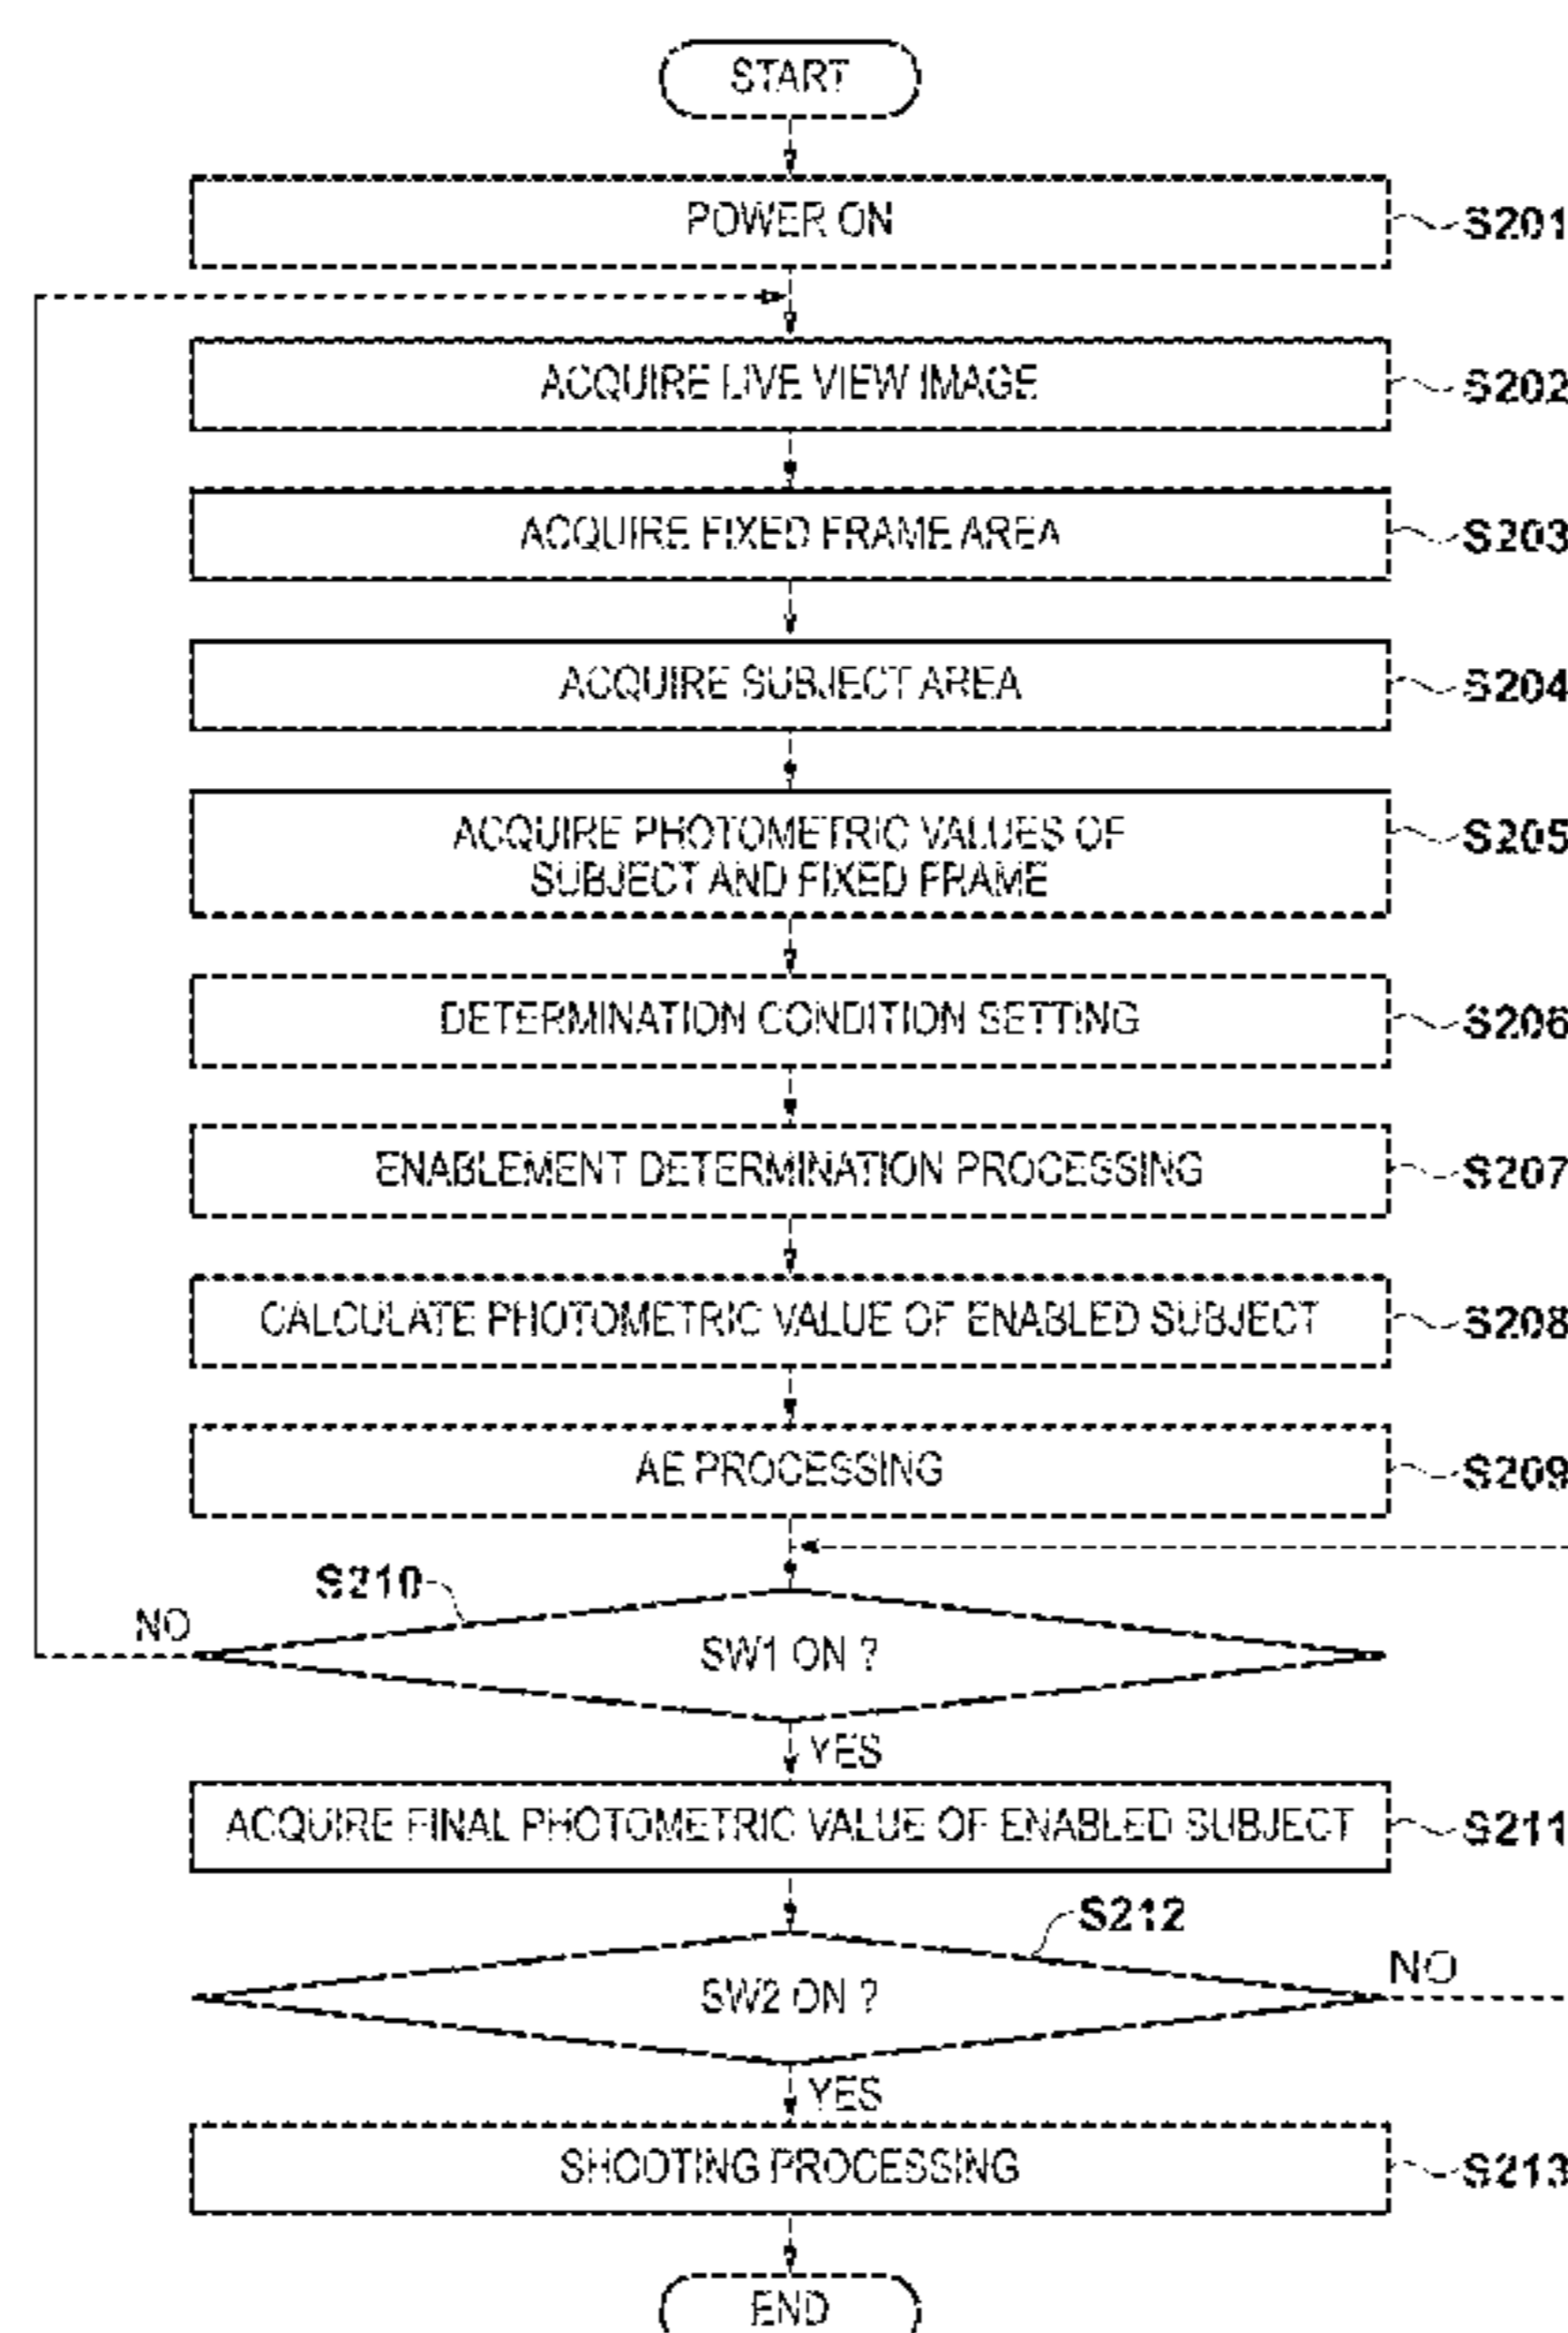 START
POWER ON
S201
ACQUIRE LIVE VIEW IMAGE
S202
ACQUIRE FIXED FRAME AREA
S203
ACQUIRE SUBJECT AREA
S204
ACQUIRE PHOTOMETRIC VALUES OF
SUBJECT AND FIXED FRAME
S205
DETERMINATION CONDITION SETTING
S206
ENABLEMENT DETERMINATION PROCESSING
S207
CALCULATE PHOTOMETRIC VALUE OF ENABLED SUBJECT
S208
AE PROCESSING
S209
S210
NO
SW1 ON ?
YES
ACQUIRE FINAL PHOTOMETRIC VALUE OF ENABLED SUBJECT
S211
S212
SW2 ON ?
NO
YES
SHOOTING PROCESSING
S213
END